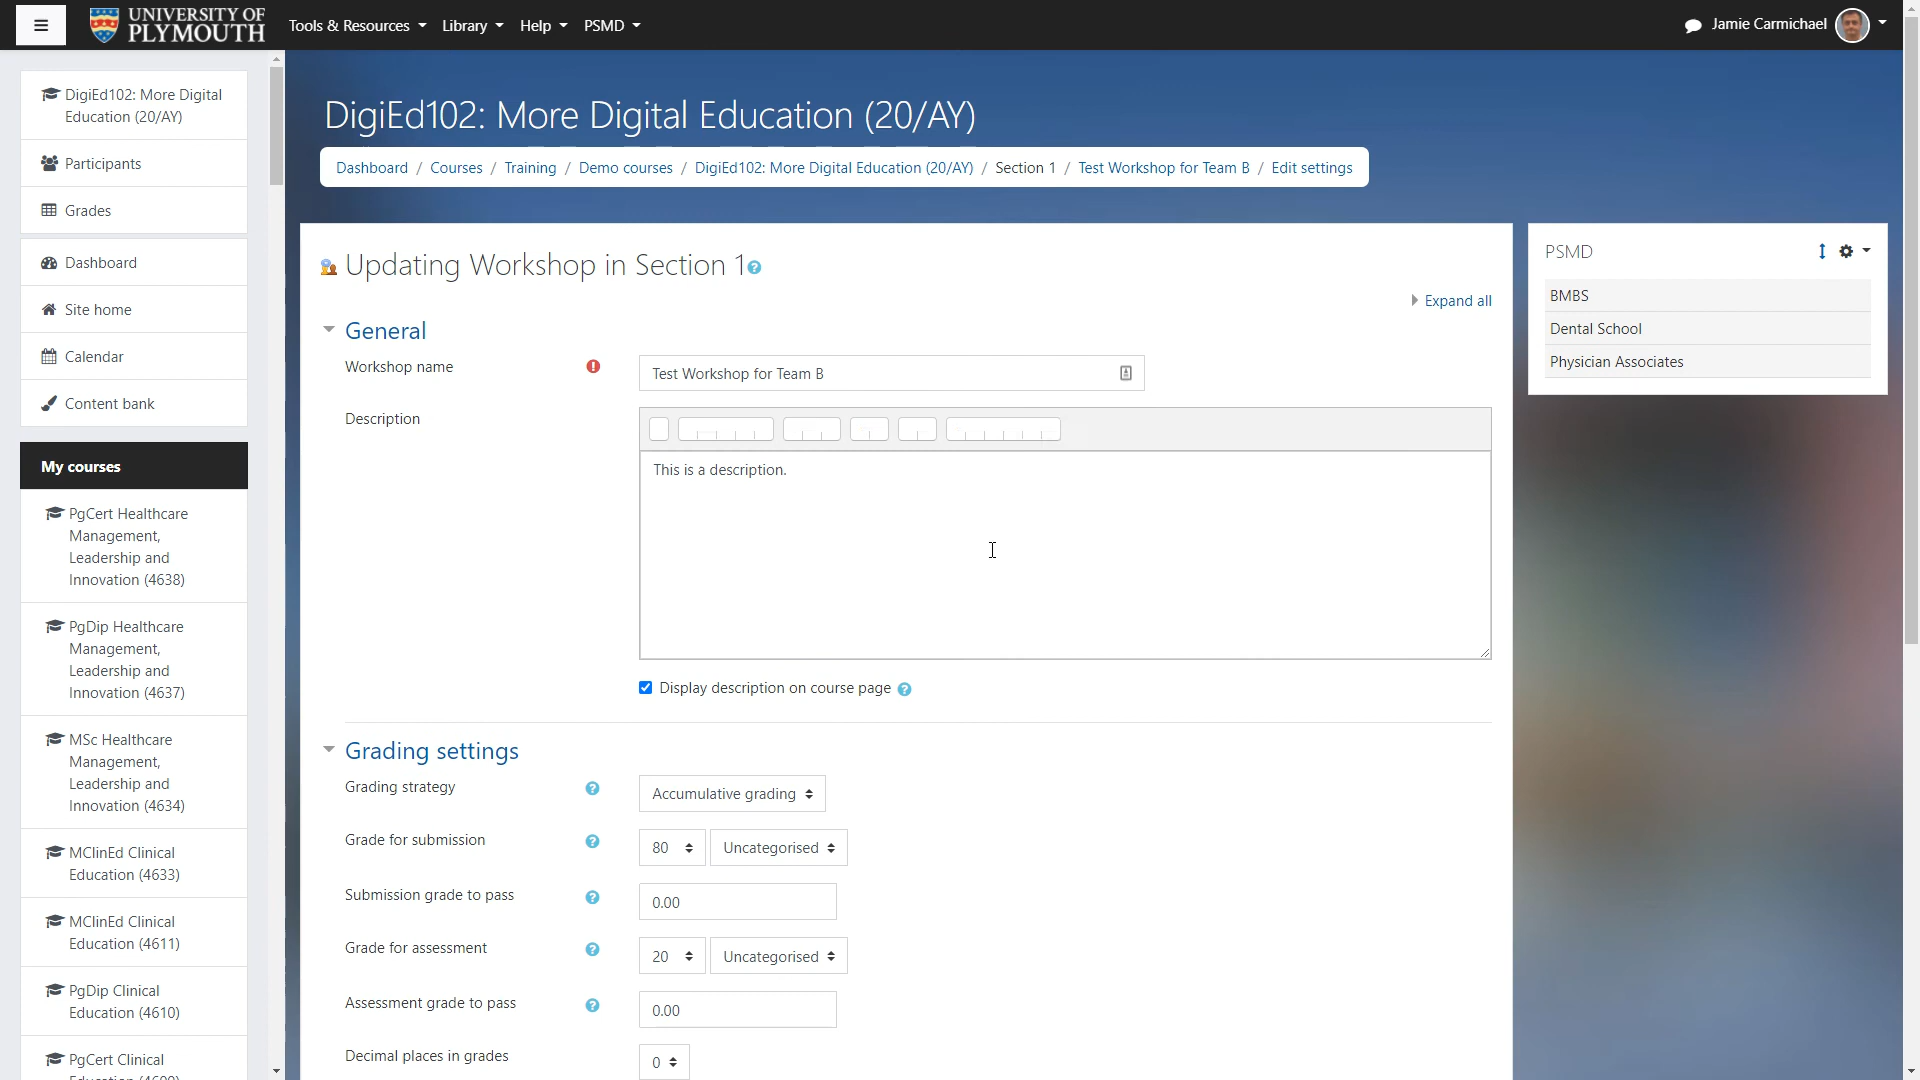 UNIVERSITY OF
PLYMOUTH
Tools & Resources
Library
Help
PSMD
Jamie Carmichael
DigiEd102: More Digital
Education (20/AY)
Participants
Grades
Dashboard
Site home
Calendar
Content bank
My courses
PgCert Healthcare
Management,
Leadership and
Innovation (4638)
PgDip Healthcare
Management,
Leadership and
Innovation (4637)
MSc Healthcare
Management,
Leadership and
Innovation (4634)
MClinEd Clinical
Education (4633)
MClinEd Clinical
Education (4611)
PgDip Clinical
Education (4610)
PgCert Clinical
DigiEd102: More Digital Education (20/AY)
Dashboard / Courses / Training / Demo courses / DigiEd102: More Digital Education (20/AY) / Section 1 / Test Workshop for Team B / Edit settings
Updating Workshop in Section 1
Expand all
General
Workshop name
Test Workshop for Team B
Description
This is a description.
Display description on course page
Grading settings
Grading strategy
Accumulative grading
Grade for submission
80
Uncategorised
Submission grade to pass
0.00
Grade for assessment
20
Uncategorised
Assessment grade to pass
0.00
Decimal places in grades
0
PSMD
BMBS
Dental School
Physician Associates